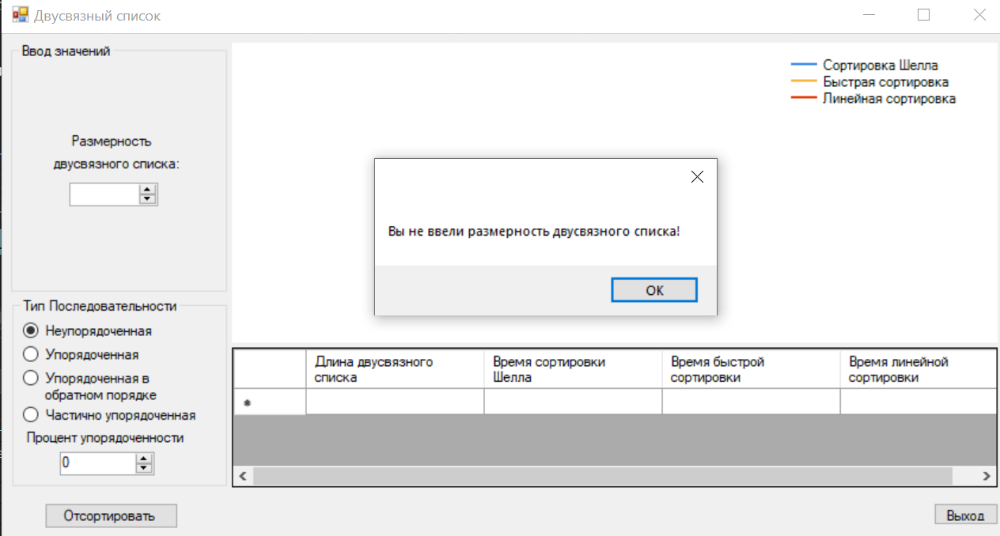 Двусвязный список
Ввод значений
Размерность
двусвязного списка:
Тип Последовательности
Неупорядоченная
Упорядоченная
Упорядоченная в
обратном порядке
Частично упорядоченная
Процент упорядоченности
0
Отсортировать
Сортировка Шелла
Быстрая сортировка
Линейная сортировка
Вы не ввели размерность двусвязного списка!
ОК
Длина двусвязного
списка
Время сортировки
Шелла
Время быстрой
сортировки
Время линейной
сортировки
Выход